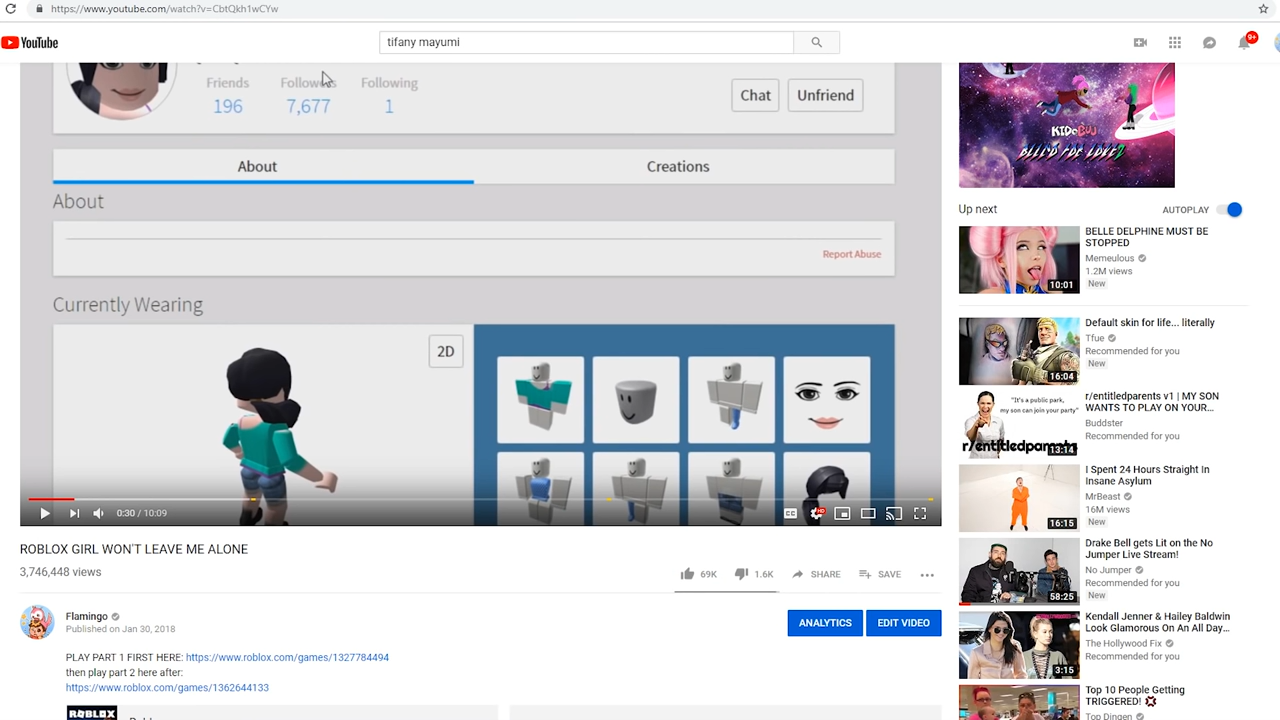 https://www.youtube.com/watch?v=CbtQkh1wCYw
YouTube
tifany mayumi
9+
Friends
Followers
Following
196
7,677
1
Chat
Unfriend
About
Creations
About
Report Abuse
Currently Wearing
2D
0:30 / 10:09
CC
HD
ROBLOX GIRL WON'T LEAVE ME ALONE
3,746,448 views
69K
1.6K
SHARE
SAVE
Flamingo
Published on Jan 30, 2018
ANALYTICS
EDIT VIDEO
PLAY PART 1 FIRST HERE: https://www.roblox.com/games/1327784494
then play part 2 here after:
https://www.roblox.com/games/1362644133
ROBLOX
KID BUU
BLEED FOR LOVE 2
Up next
AUTOPLAY
10:01
BELLE DELPHINE MUST BE
STOPPED
Memeulous
1.2M views
New
16:04
Default skin for life... literally
Tfue
Recommended for you
New
"It's a public park,
my son can join your party"
r/entitledparents
13:14
r/entitledparents v1 | MY SON
WANTS TO PLAY ON YOUR...
Buddster
Recommended for you
16:15
I Spent 24 Hours Straight In
Insane Asylum
MrBeast
16M views
New
58:25
Drake Bell gets Lit on the No
Jumper Live Stream!
No Jumper
Recommended for you
New
3:15
Kendall Jenner & Hailey Baldwin
Look Glamorous On An All Day...
The Hollywood Fix
Recommended for you
Top 10 People Getting
TRIGGERED!
Top Dingen